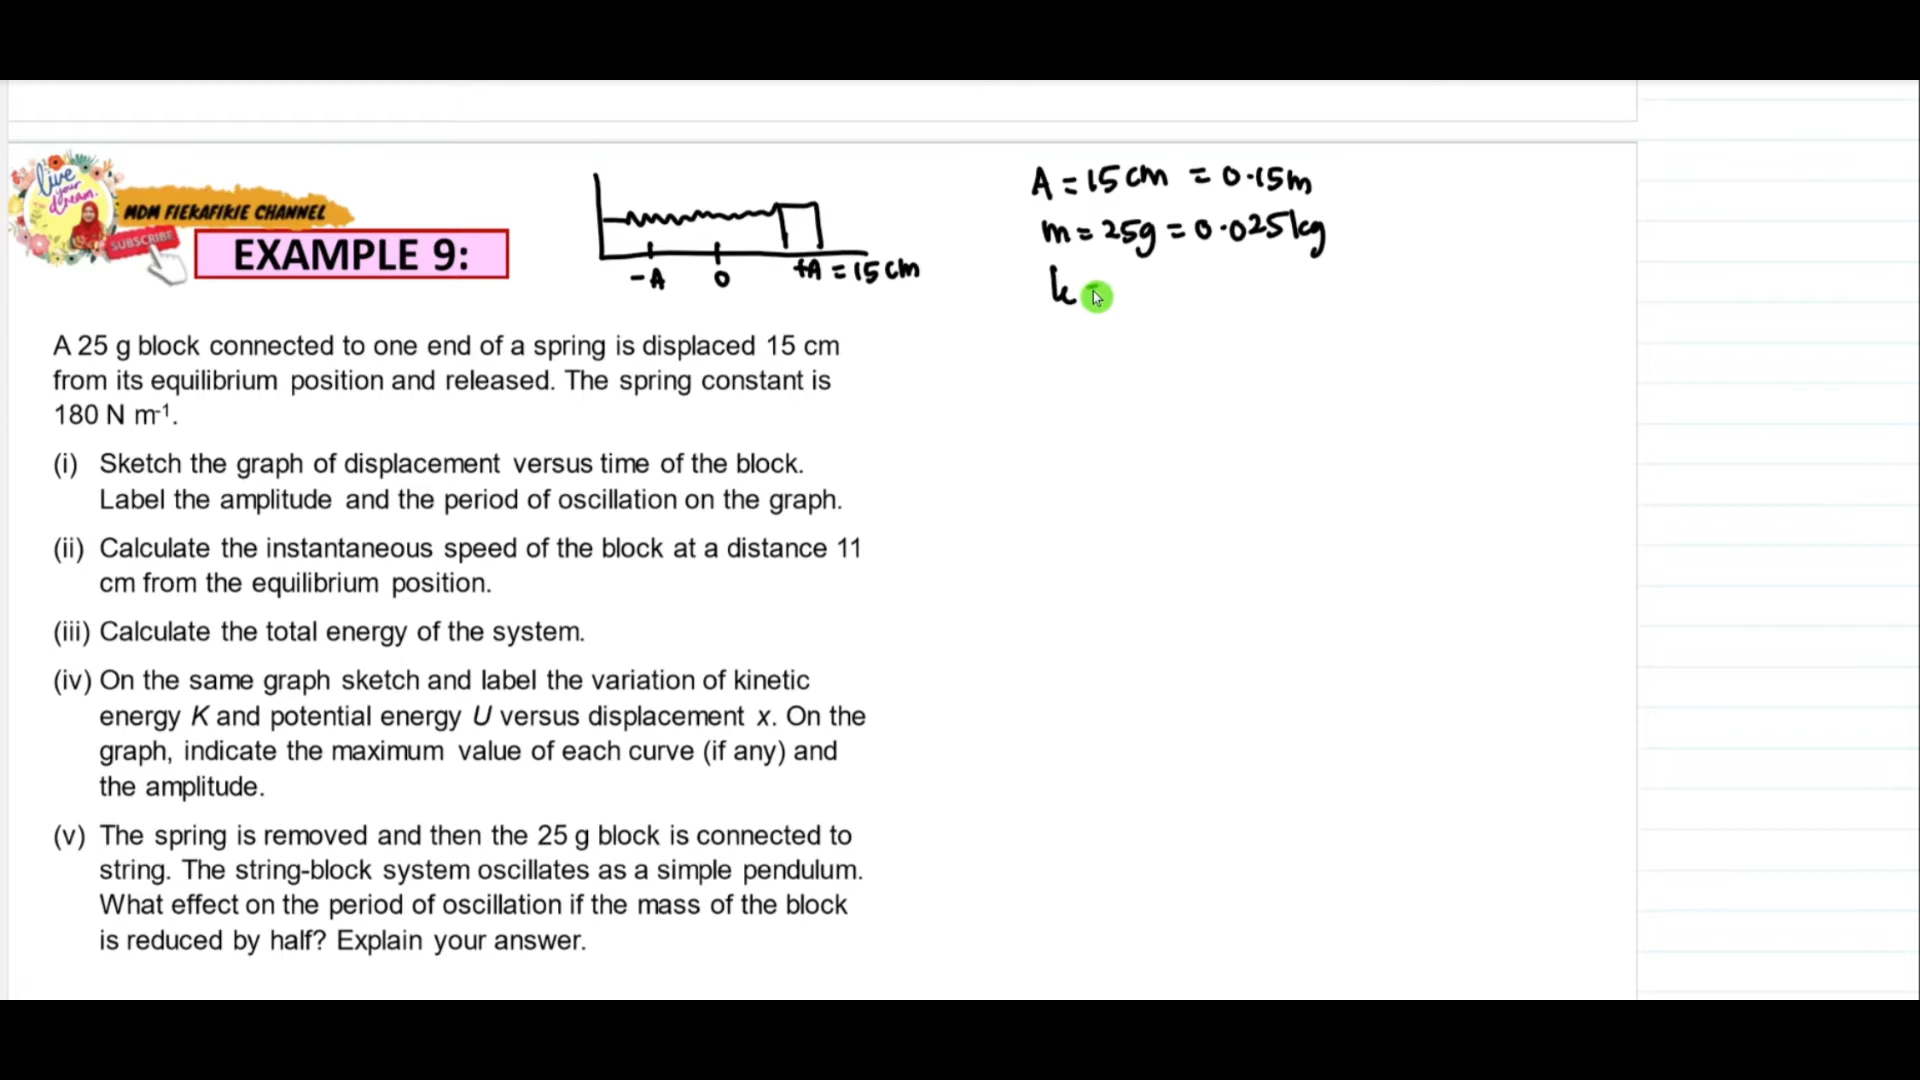 live
your
dream.
MDM FIEKAFIKIE CHANNEL
SUBSCRIBE
EXAMPLE 9:
-A 0 +A = 15 cm
A = 15 cm = 0.15m
m = 25g = 0.025kg
k =
A 25 g block connected to one end of a spring is displaced 15 cm
from its equilibrium position and released. The spring constant is
180 N m⁻¹.
(i) Sketch the graph of displacement versus time of the block.
Label the amplitude and the period of oscillation on the graph.
(ii) Calculate the instantaneous speed of the block at a distance 11
cm from the equilibrium position.
(iii) Calculate the total energy of the system.
(iv) On the same graph sketch and label the variation of kinetic
energy K and potential energy U versus displacement x. On the
graph, indicate the maximum value of each curve (if any) and
the amplitude.
(v) The spring is removed and then the 25 g block is connected to
string. The string-block system oscillates as a simple pendulum.
What effect on the period of oscillation if the mass of the block
is reduced by half? Explain your answer.